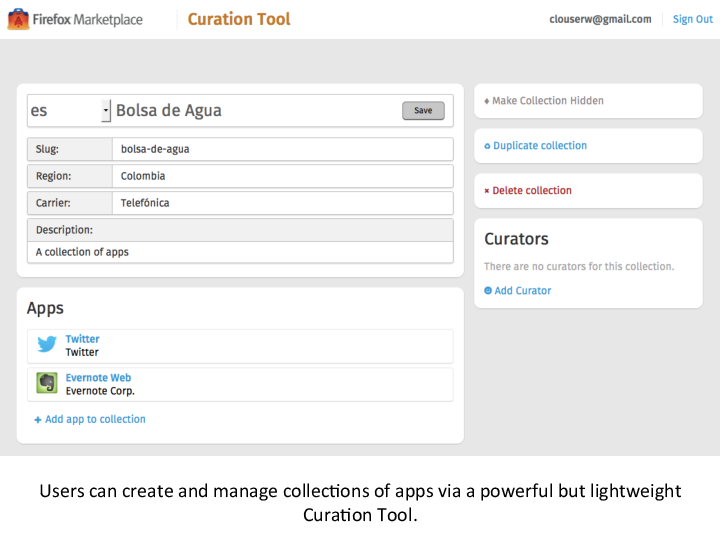 Firefox Marketplace
Curation Tool
clouserw@gmail.com
Sign Out
es
Bolsa de Agua
Save
Slug: bolsa-de-agua
Region: Colombia
Carrier: Telefónica
Description:
A collection of apps
Apps
Twitter
Twitter
Evernote Web
Evernote Corp.
+ Add app to collection
Make Collection Hidden
Duplicate collection
Delete collection
Curators
There are no curators for this collection.
Add Curator
Users can create and manage collections of apps via a powerful but lightweight
Curation Tool.